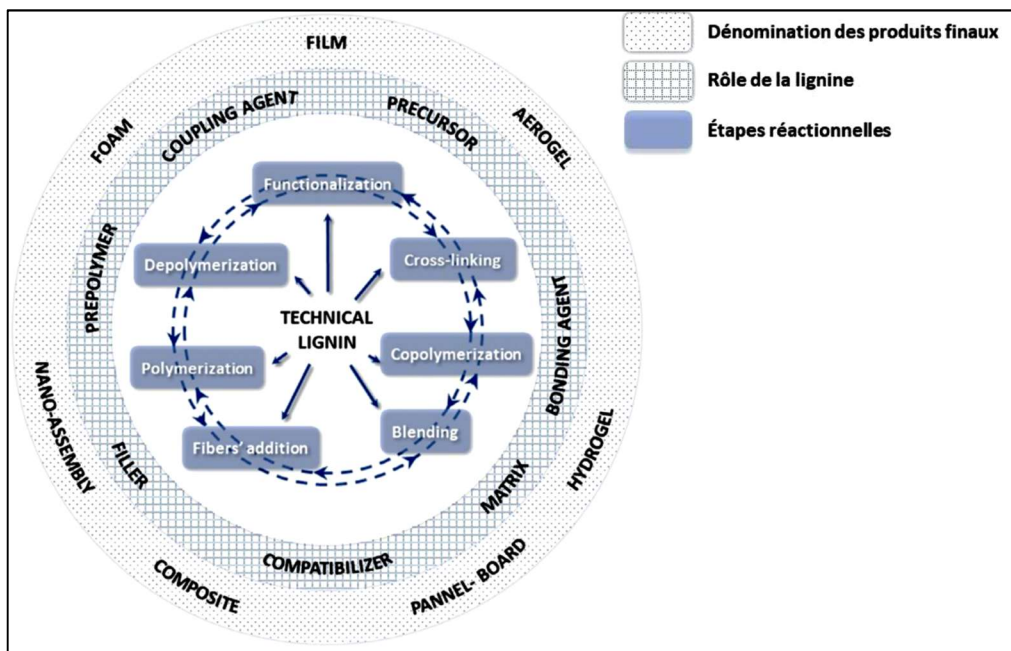 FILM
FOAM
AEROGEL
NANO-ASSEMBLY
HYDROGEL
COMPOSITE
PANNEL- BOARD
COUPLING AGENT
PRECURSOR
PREPOLYMER
BONDING AGENT
FILLER
MATRIX
COMPATIBILIZER
Functionalization
Depolymerization
Cross-linking
TECHNICAL
LIGNIN
Polymerization
Copolymerization
Fibers' addition
Blending
Dénomination des produits finaux
Rôle de la lignine
Étapes réactionnelles